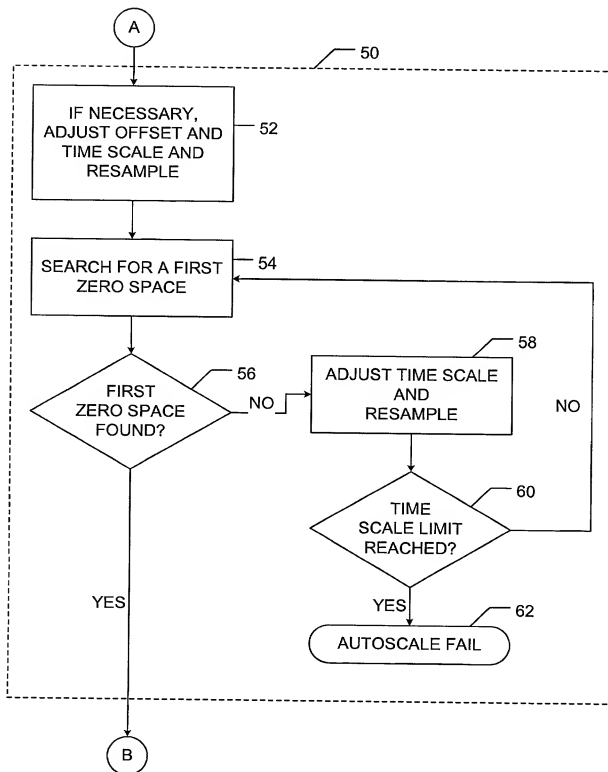 A
50
IF NECESSARY,
ADJUST OFFSET AND
TIME SCALE AND
RESAMPLE
52
SEARCH FOR A FIRST
ZERO SPACE
54
FIRST
ZERO SPACE
FOUND?
56
NO
ADJUST TIME SCALE
AND
RESAMPLE
58
NO
TIME
SCALE LIMIT
REACHED?
60
YES
YES
AUTOSCALE FAIL
62
B